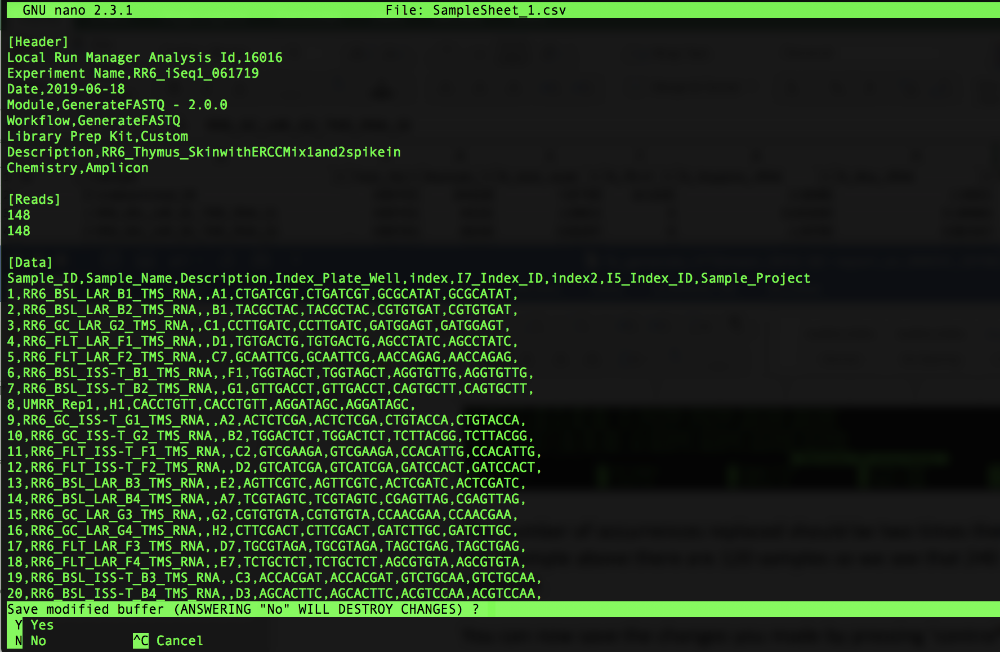 GNU nano 2.3.1 File: SampleSheet_1.csv
[Header]
Local Run Manager Analysis Id,16016
Experiment Name,RR6_iSeq1_061719
Date,2019-06-18
Module,GenerateFASTQ - 2.0.0
Workflow,GenerateFASTQ
Library Prep Kit,Custom
Description,RR6_Thymus_SkinwithERCCMix1and2spikein
Chemistry,Amplicon
[Reads]
148
148
[Data]
Sample_ID,Sample_Name,Description,Index_Plate_Well,index,I7_Index_ID,index2,I5_Index_ID,Sample_Project
1,RR6_BSL_LAR_B1_TMS_RNA,,A1,CTGATCGT,CTGATCGT,GCGCATAT,GCGCATAT,
2,RR6_BSL_LAR_B2_TMS_RNA,,B1,TACGCTAC,TACGCTAC,CGTGTGAT,CGTGTGAT,
3,RR6_GC_LAR_G2_TMS_RNA,,C1,CCTTGATC,CCTTGATC,GATGGAGT,GATGGAGT,
4,RR6_FLT_LAR_F1_TMS_RNA,,D1,TGTGACTG,TGTGACTG,AGCCTATC,AGCCTATC,
5,RR6_FLT_LAR_F2_TMS_RNA,,C7,GCAATTCG,GCAATTCG,AACCAGAG,AACCAGAG,
6,RR6_BSL_ISS-T_B1_TMS_RNA,,F1,TGGTAGCT,TGGTAGCT,AGGTGTTG,AGGTGTTG,
7,RR6_BSL_ISS-T_B2_TMS_RNA,,G1,GTTGACCT,GTTGACCT,CAGTGCTT,CAGTGCTT,
8,UMRR_Rep1,,H1,CACCTGTT,CACCTGTT,AGGATAGC,AGGATAGC,
9,RR6_GC_ISS-T_G1_TMS_RNA,,A2,ACTCTCGA,ACTCTCGA,CTGTACCA,CTGTACCA,
10,RR6_GC_ISS-T_G2_TMS_RNA,,B2,TGGACTCT,TGGACTCT,TCTTACGG,TCTTACGG,
11,RR6_FLT_ISS-T_F1_TMS_RNA,,C2,GTCGAAGA,GTCGAAGA,CCACATTG,CCACATTG,
12,RR6_FLT_ISS-T_F2_TMS_RNA,,D2,GTCATCGA,GTCATCGA,GATCCACT,GATCCACT,
13,RR6_BSL_LAR_B3_TMS_RNA,,E2,AGTTCGTC,AGTTCGTC,ACTCGATC,ACTCGATC,
14,RR6_BSL_LAR_B4_TMS_RNA,,A7,TCGTAGTC,TCGTAGTC,CGAGTTAG,CGAGTTAG,
15,RR6_GC_LAR_G3_TMS_RNA,,G2,CGTGTGTA,CGTGTGTA,CCAACGAA,CCAACGAA,
16,RR6_GC_LAR_G4_TMS_RNA,,H2,CTTCGACT,CTTCGACT,GATCTTGC,GATCTTGC,
17,RR6_FLT_LAR_F3_TMS_RNA,,D7,TGCGTAGA,TGCGTAGA,TAGCTGAG,TAGCTGAG,
18,RR6_FLT_LAR_F4_TMS_RNA,,E7,TCTGCTCT,TCTGCTCT,AGCGTGTA,AGCGTGTA,
19,RR6_BSL_ISS-T_B3_TMS_RNA,,C3,ACCACGAT,ACCACGAT,GTCTGCAA,GTCTGCAA,
20,RR6_BSL_ISS-T_B4_TMS_RNA,,D3,AGCACTTC,AGCACTTC,ACGTCCAA,ACGTCCAA,
Save modified buffer (ANSWERING "No" WILL DESTROY CHANGES) ?
Y Yes
N No ^C Cancel